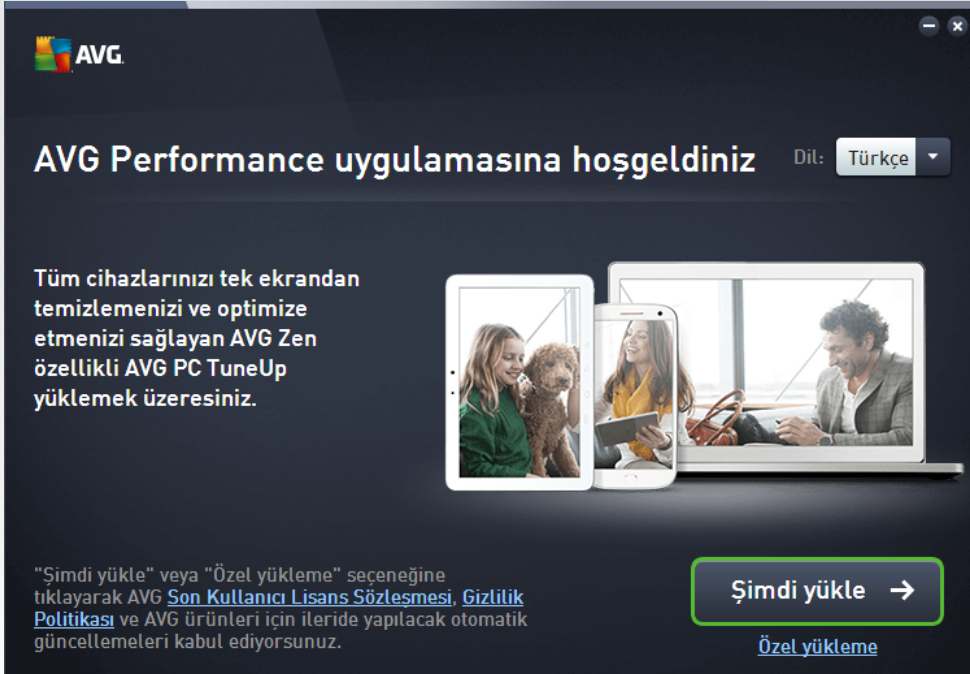 AVG.
AVG Performance uygulamasına hoşgeldiniz
Dil: Türkçe
Tüm cihazlarınızı tek ekrandan
temizlemenizi ve optimize
etmenizi sağlayan AVG Zen
özellikli AVG PC TuneUp
yüklemek üzeresiniz.
"Şimdi yükle" veya "Özel yükleme" seçeneğine
tıklayarak AVG Son Kullanıcı Lisans Sözleşmesi, Gizlilik
Politikası ve AVG ürünleri için ileride yapılacak otomatik
güncellemeleri kabul ediyorsunuz.
Şimdi yükle
Özel yükleme